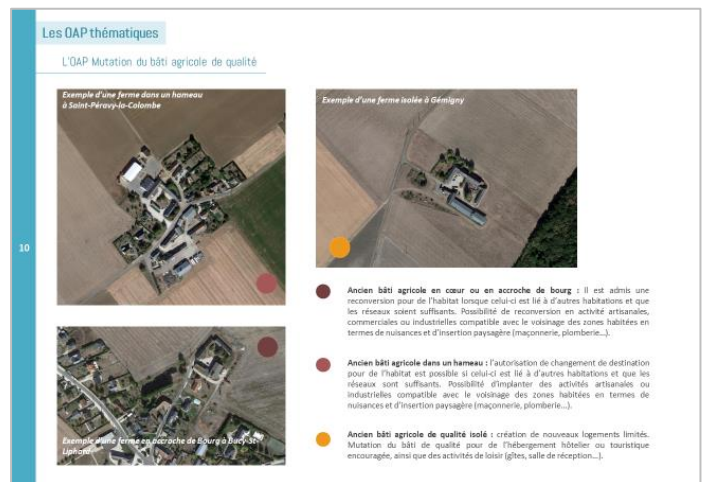 Les OAP thématiques
L'OAP Mutation du bâti agricole de qualité
Exemple d'une ferme dans un hameau
à Saint-Péravy-la-Colombe
Exemple d'une ferme isolée à Gémigny
10
Ancien bâti agricole en cœur ou en accroche de bourg : Il est admis une
reconversion pour de l'habitat lorsque celui-ci est lié à d'autres habitations et que
les réseaux soient suffisants. Possibilité de reconversion en activité artisanales,
commerciales ou industrielles compatible avec le voisinage des zones habitées en
termes de nuisances et d'insertion paysagère (maçonnerie, plomberie...).
Ancien bâti agricole dans un hameau : l'autorisation de changement de destination
pour de l'habitat est possible si celui-ci est lié à d'autres habitations et que les
réseaux sont suffisants. Possibilité d'implanter des activités artisanales ou
industrielles compatible avec le voisinage des zones habitées en termes de
nuisances et d'insertion paysagère (maçonnerie, plomberie...).
Exemple d'une ferme en accroche de Bourg à Bucy-St-
Liphard
Ancien bâti agricole de qualité isolé : création de nouveaux logements limités.
Mutation du bâti de qualité pour de l'hébergement hôtelier ou touristique
encouragée, ainsi que des activités de loisir (gîtes, salle de réception...).